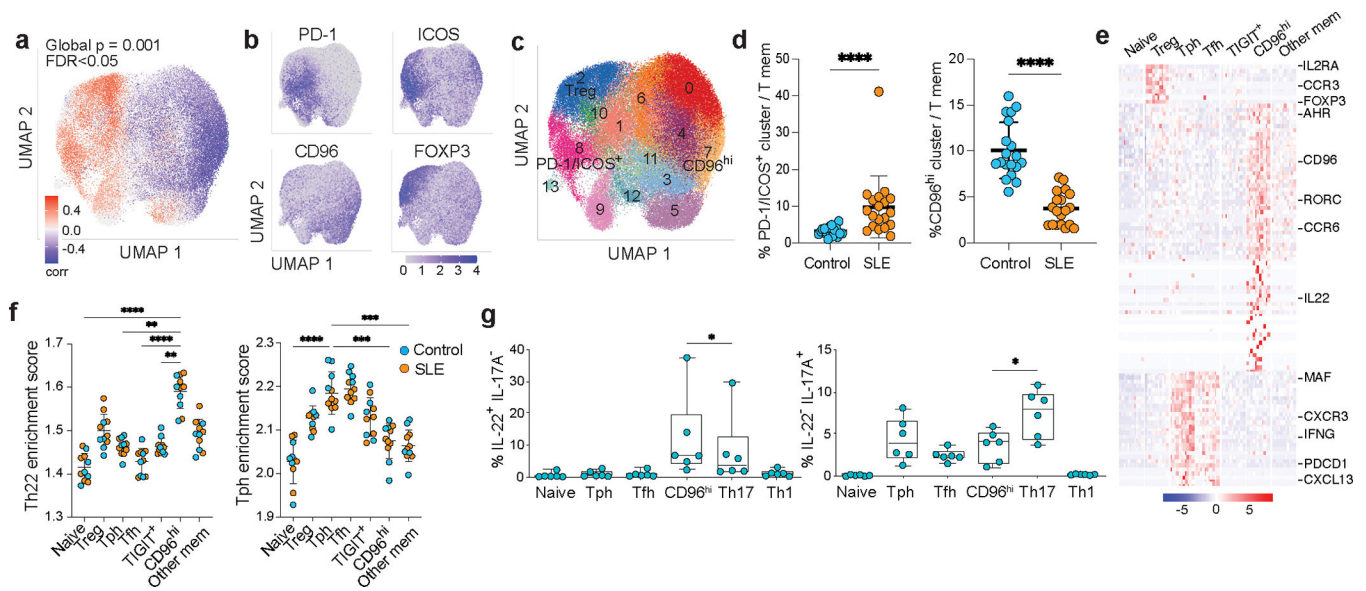 a
Global p = 0.001
FDR<0.05
UMAP 2
0.4
0.0
-0.4
corr
UMAP 1
b
PD-1
ICOS
CD96
FOXP3
UMAP 2
UMAP 1
0 1 2 3 4
c
UMAP 2
2
Treg
0
6
10
1
4
8
7
PD-1/ICOS+
11
CD96hi
13
3
12
9
5
UMAP 1
d
****
% PD-1/ICOS+ cluster / T mem
60
40
20
10
0
Control
SLE
****
%CD96hi cluster / T mem
20
15
10
5
0
Control
SLE
e
Naive
Treg
Tph
Tfh
TIGIT+
CD96hi
Other mem
IL2RA
CCR3
FOXP3
AHR
CD96
RORC
CCR6
IL22
MAF
CXCR3
IFNG
PDCD1
CXCL13
-5 0 5
f
****
**
****
**
Th22 enrichment score
1.7
1.6
1.5
1.4
1.3
Naive
Treg
Tph
Tfh
TIGIT+
CD96hi
Other mem
***
**** ***
Control
SLE
Tph enrichment score
2.3
2.2
2.1
2.0
1.9
Naive
Treg
Tph
Tfh
TIGIT+
CD96hi
Other mem
g
*
% IL-22+ IL-17A-
40
30
20
10
0
Naive Tph Tfh CD96hi Th17 Th1
*
% IL-22- IL-17A+
15
10
5
0
Naive Tph Tfh CD96hi Th17 Th1